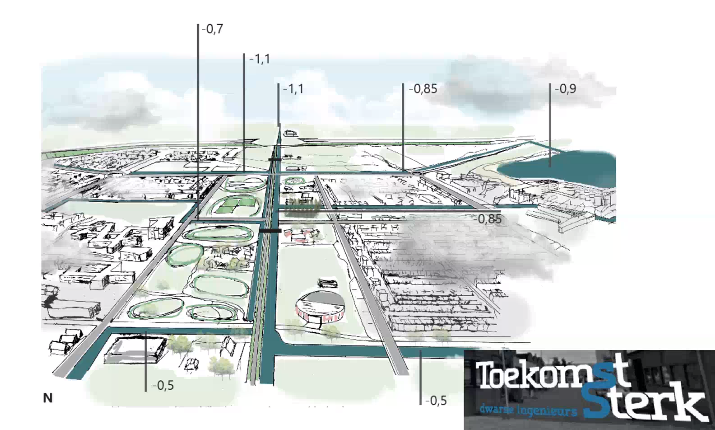 -0,7
-1,1
-1,1
-0,85
-0,9
-0,85
-0,5
-0,5
N
Toekomst
dwarse ingenieurs
Sterk